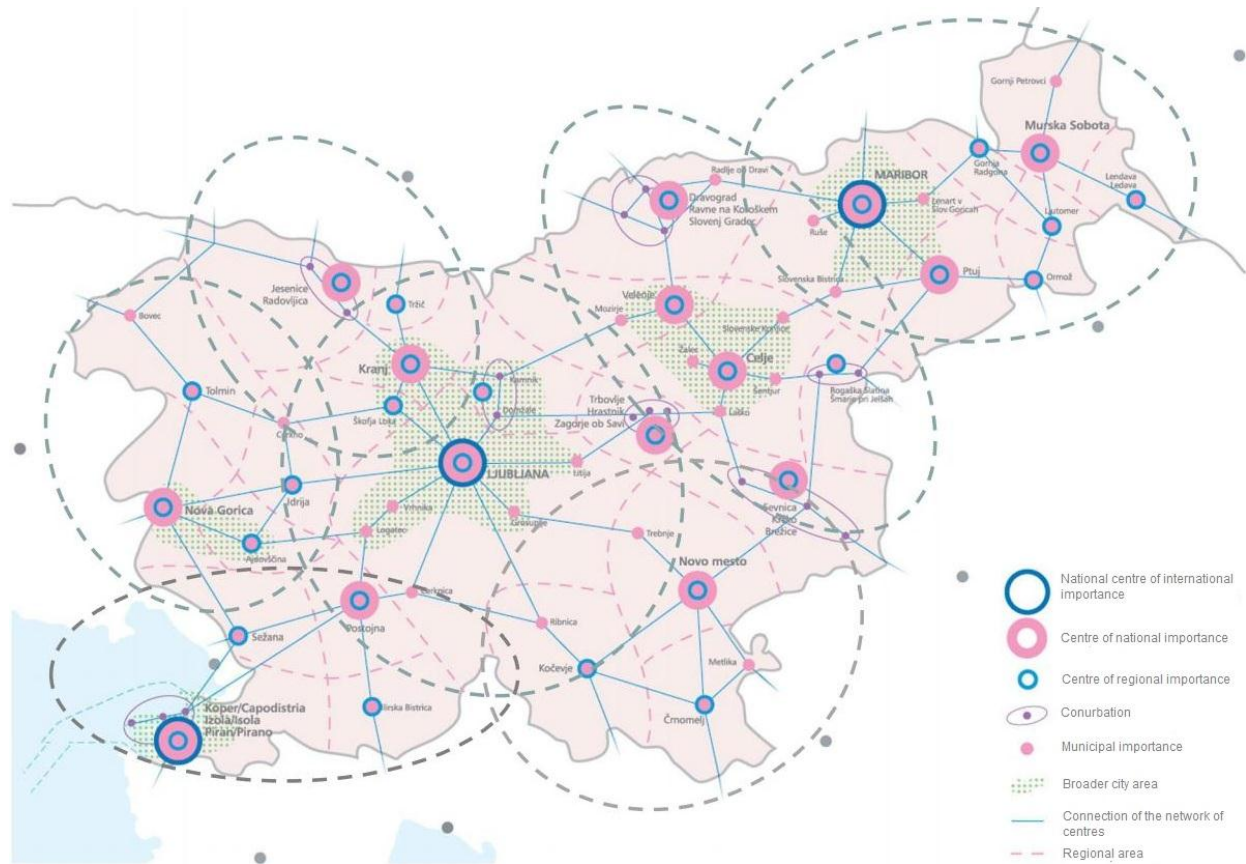 Gornji Petrovci
Murska Sobota
Radlje ob Dravi
MARIBOR
Gornja
Radgona
Lendava
Ledava
Dravograd
Ravne na Koroškem
Slovenj Gradec
Lenart v
Slov. Goricah
Ljutomer
Ruše
Ptuj
Ormož
Slovenska Bistrica
Jesenice
Radovljica
Tržič
Velenje
Bovec
Mozirje
Slovenske Konjice
Žalec
Celje
Kranj
Kamnik
Šentjur
Rogaška Slatina
Šmarje pri Jelšah
Tolmin
Trbovlje
Hrastnik
Zagorje ob Savi
Domžale
Laško
Škofja Loka
Cerkno
LJUBLJANA
Litija
Idrija
Sevnica
Krško
Brežice
Nova Gorica
Vrhnika
Grosuplje
Logatec
Trebnje
Ajdovščina
Novo mesto
Cerknica
Postojna
Ribnica
Sežana
Kočevje
Metlika
Koper/Capodistria
Izola/Isola
Piran/Pirano
Ilirska Bistrica
Črnomelj
National centre of international
importance
Centre of national importance
Centre of regional importance
Conurbation
Municipal importance
Broader city area
Connection of the network of
centres
Regional area